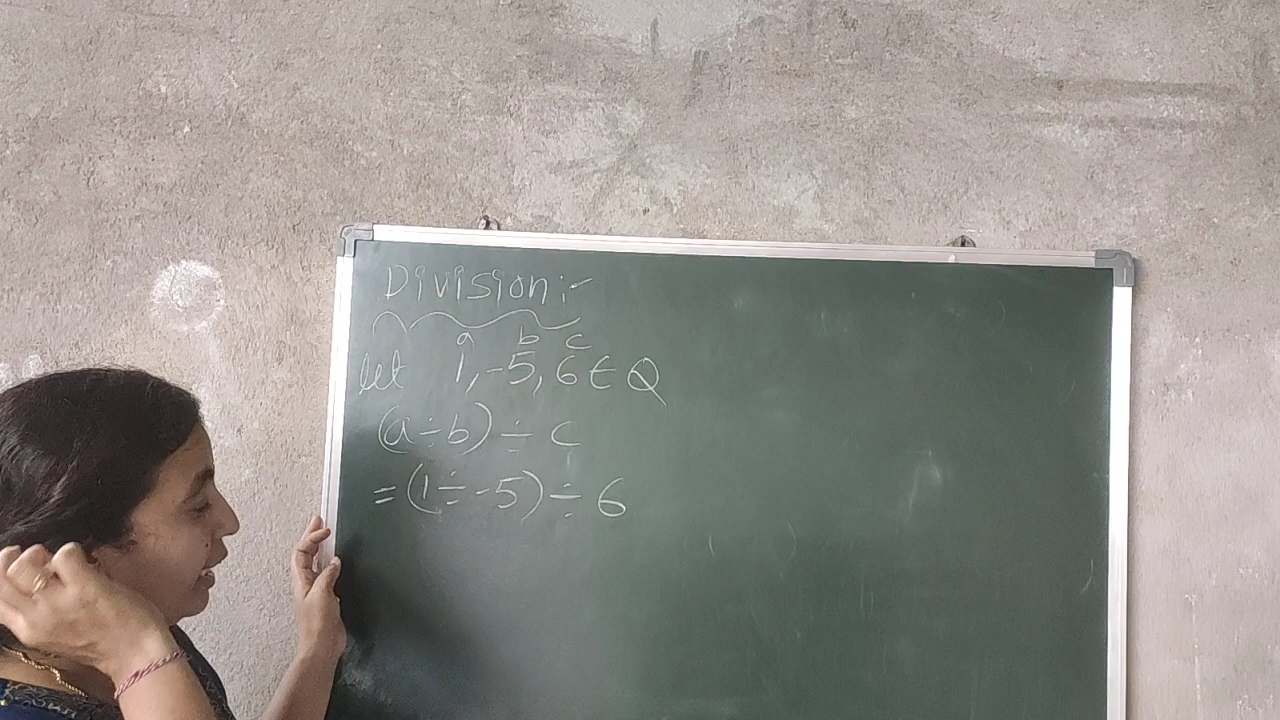 Division:-
a b c
let 1, -5, 6 ∈ Q
(a ÷ b) ÷ c
= (1 ÷ -5) ÷ 6